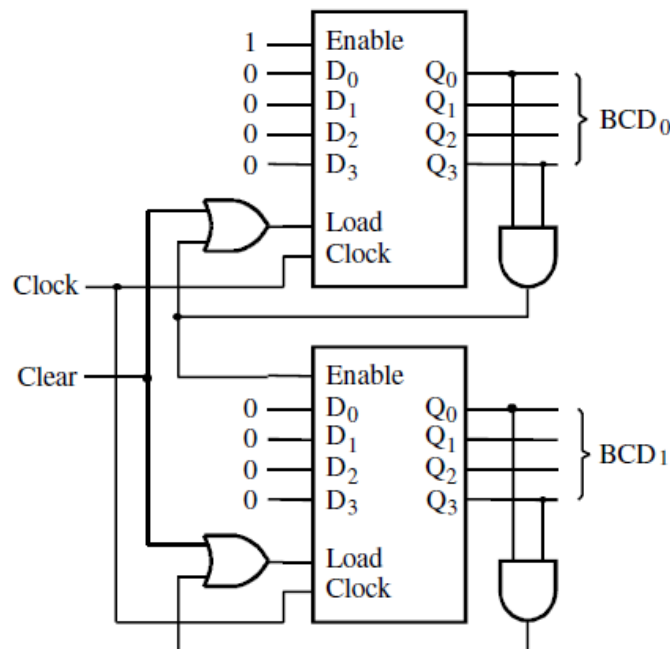 1 Enable
0 D₀ Q₀
0 D₁ Q₁
0 D₂ Q₂
0 D₃ Q₃
BCD₀
Load
Clock
Clock
Clear
Enable
0 D₀ Q₀
0 D₁ Q₁
0 D₂ Q₂
0 D₃ Q₃
BCD₁
Load
Clock